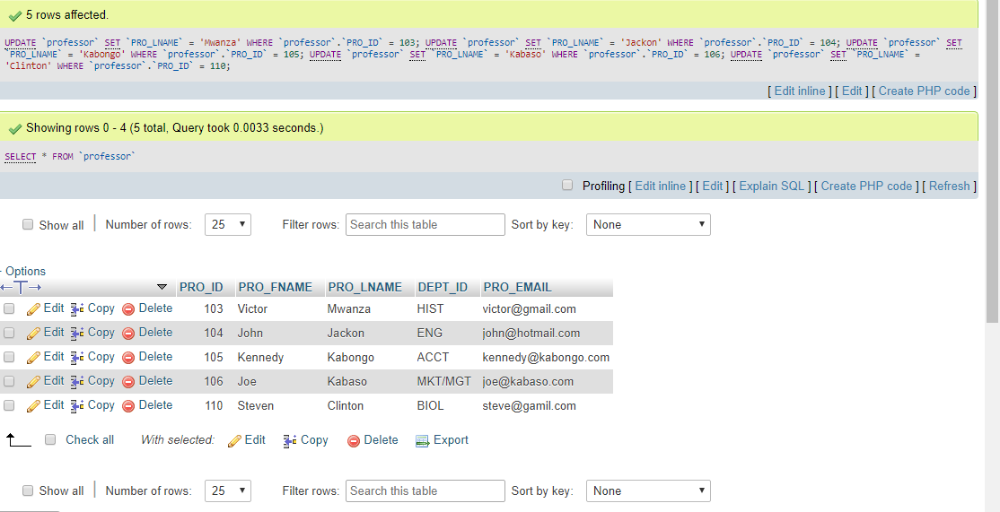 5 rows affected.
UPDATE `professor` SET `PRO_LNAME` = 'Mwanza' WHERE `professor`.`PRO_ID` = 103; UPDATE `professor` SET `PRO_LNAME` = 'Jackon' WHERE `professor`.`PRO_ID` = 104; UPDATE `professor` SET
`PRO_LNAME` = 'Kabongo' WHERE `professor`.`PRO_ID` = 105; UPDATE `professor` SET `PRO_LNAME` = 'Kabaso' WHERE `professor`.`PRO_ID` = 106; UPDATE `professor` SET `PRO_LNAME` =
'Clinton' WHERE `professor`.`PRO_ID` = 110;
[ Edit inline ] [ Edit ] [ Create PHP code ]
Showing rows 0 - 4 (5 total, Query took 0.0033 seconds.)
SELECT * FROM `professor`
Profiling [ Edit inline ] [ Edit ] [ Explain SQL ] [ Create PHP code ] [ Refresh ]
Show all | Number of rows: 25 Filter rows: Search this table Sort by key: None
+ Options
←T→ PRO_ID PRO_FNAME PRO_LNAME DEPT_ID PRO_EMAIL
Edit Copy Delete 103 Victor Mwanza HIST victor@gmail.com
Edit Copy Delete 104 John Jackon ENG john@hotmail.com
Edit Copy Delete 105 Kennedy Kabongo ACCT kennedy@kabongo.com
Edit Copy Delete 106 Joe Kabaso MKT/MGT joe@kabaso.com
Edit Copy Delete 110 Steven Clinton BIOL steve@gamil.com
Check all With selected: Edit Copy Delete Export
Show all | Number of rows: 25 Filter rows: Search this table Sort by key: None